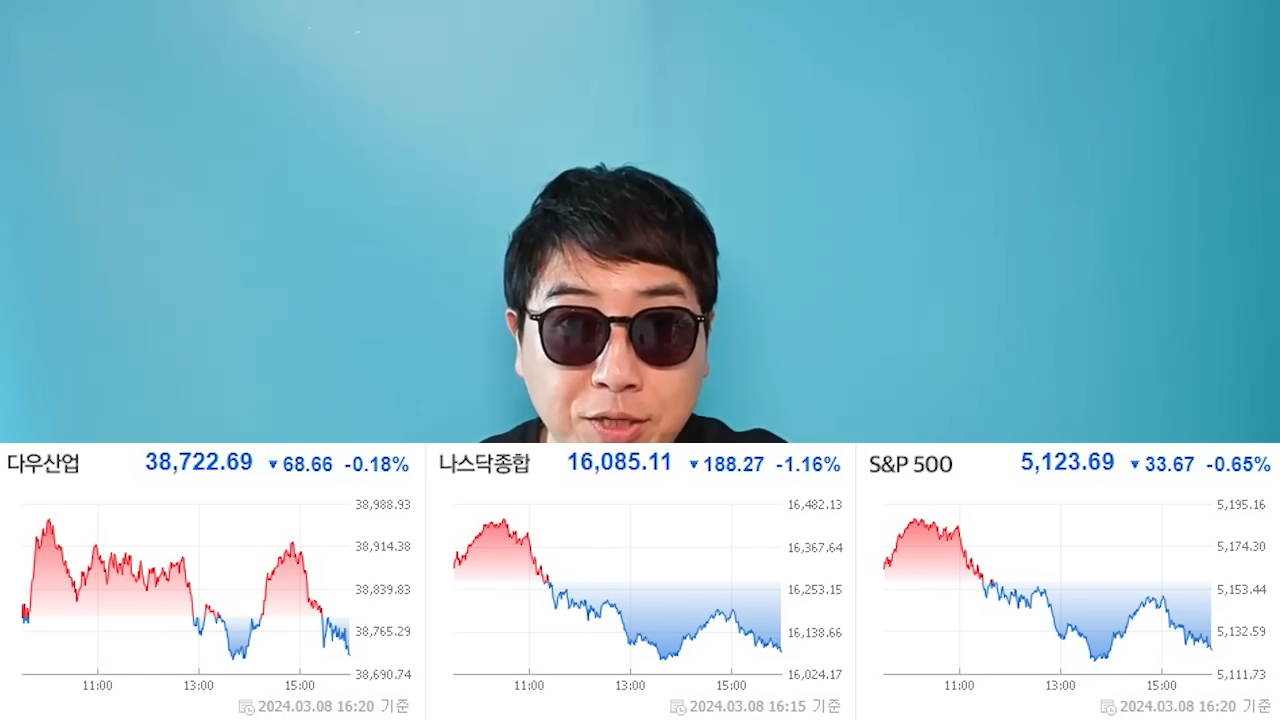 다우산업 38,722.69 ▼68.66 -0.18%
38,988.93
38,914.38
38,839.83
38,765.29
38,690.74
11:00 13:00 15:00
2024.03.08 16:20 기준
나스닥종합 16,085.11 ▼188.27 -1.16%
16,482.13
16,367.64
16,253.15
16,138.66
16,024.17
11:00 13:00 15:00
2024.03.08 16:15 기준
S&P 500 5,123.69 ▼33.67 -0.65%
5,195.16
5,174.30
5,153.44
5,132.59
5,111.73
11:00 13:00 15:00
2024.03.08 16:20 기준